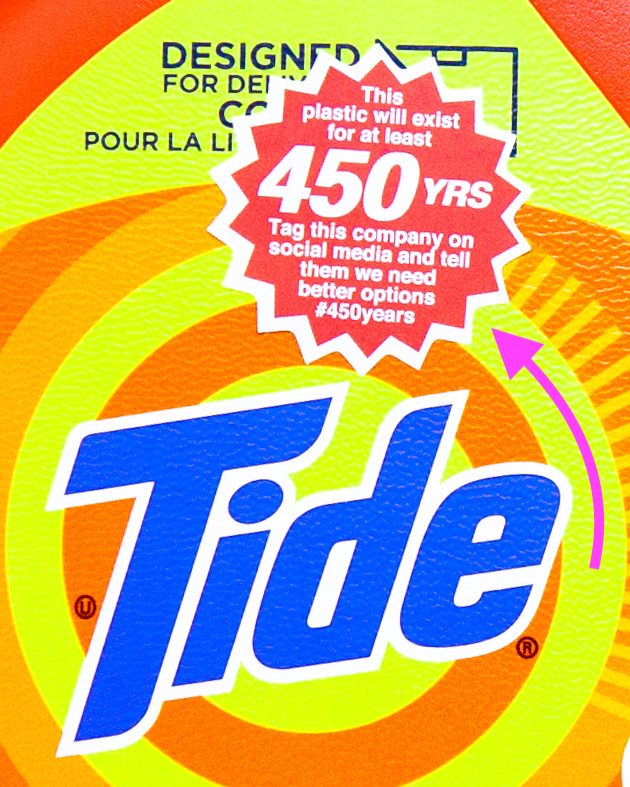 DESIGNED
FOR
CO
POUR LA LI
This
plastic will exist
for at least
450 YRS
Tag this company on
social media and tell
them we need
better options
#450years
Tide
U
®